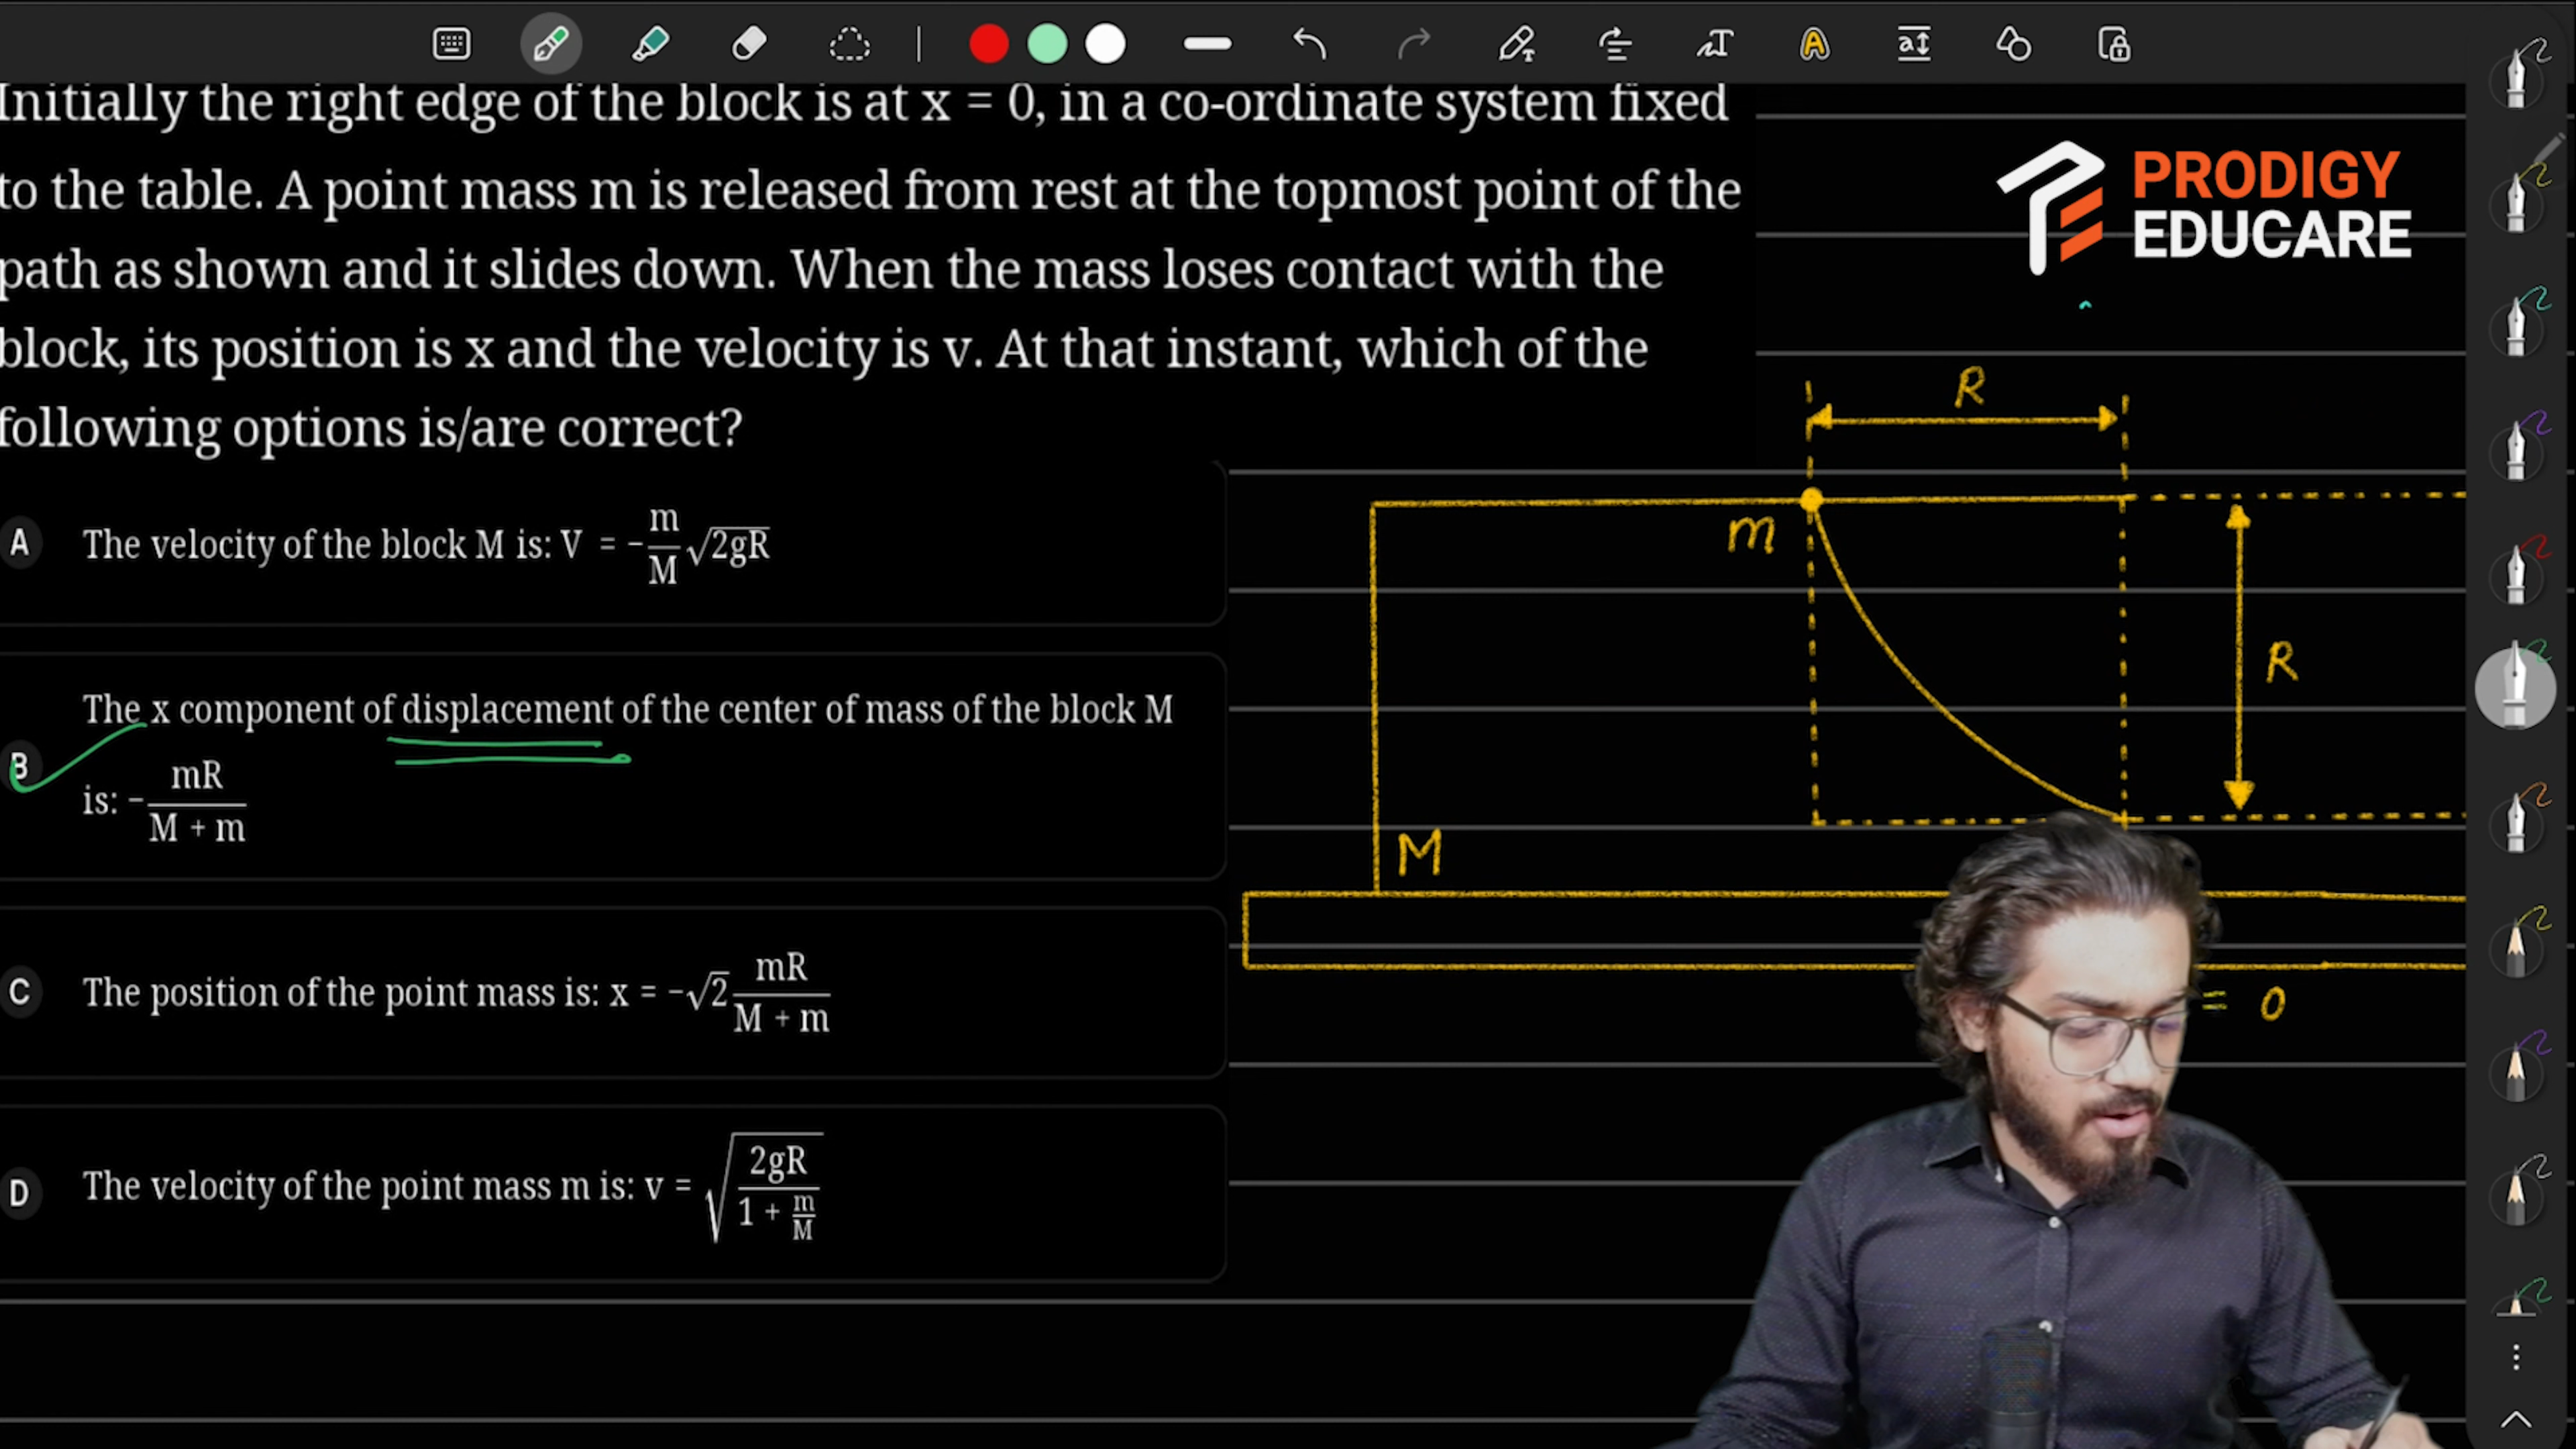 Initially the right edge of the block is at x = 0, in a co-ordinate system fixed
to the table. A point mass m is released from rest at the topmost point of the
path as shown and it slides down. When the mass loses contact with the
block, its position is x and the velocity is v. At that instant, which of the
following options is/are correct?
A The velocity of the block M is: V = -m/M √2gR
B The x component of displacement of the center of mass of the block M
is: -mR/(M + m)
C The position of the point mass is: x = -√2 mR/(M + m)
D The velocity of the point mass m is: v = √(2gR/(1 + m/M))
PRODIGY
EDUCARE
R
m
R
M
= 0